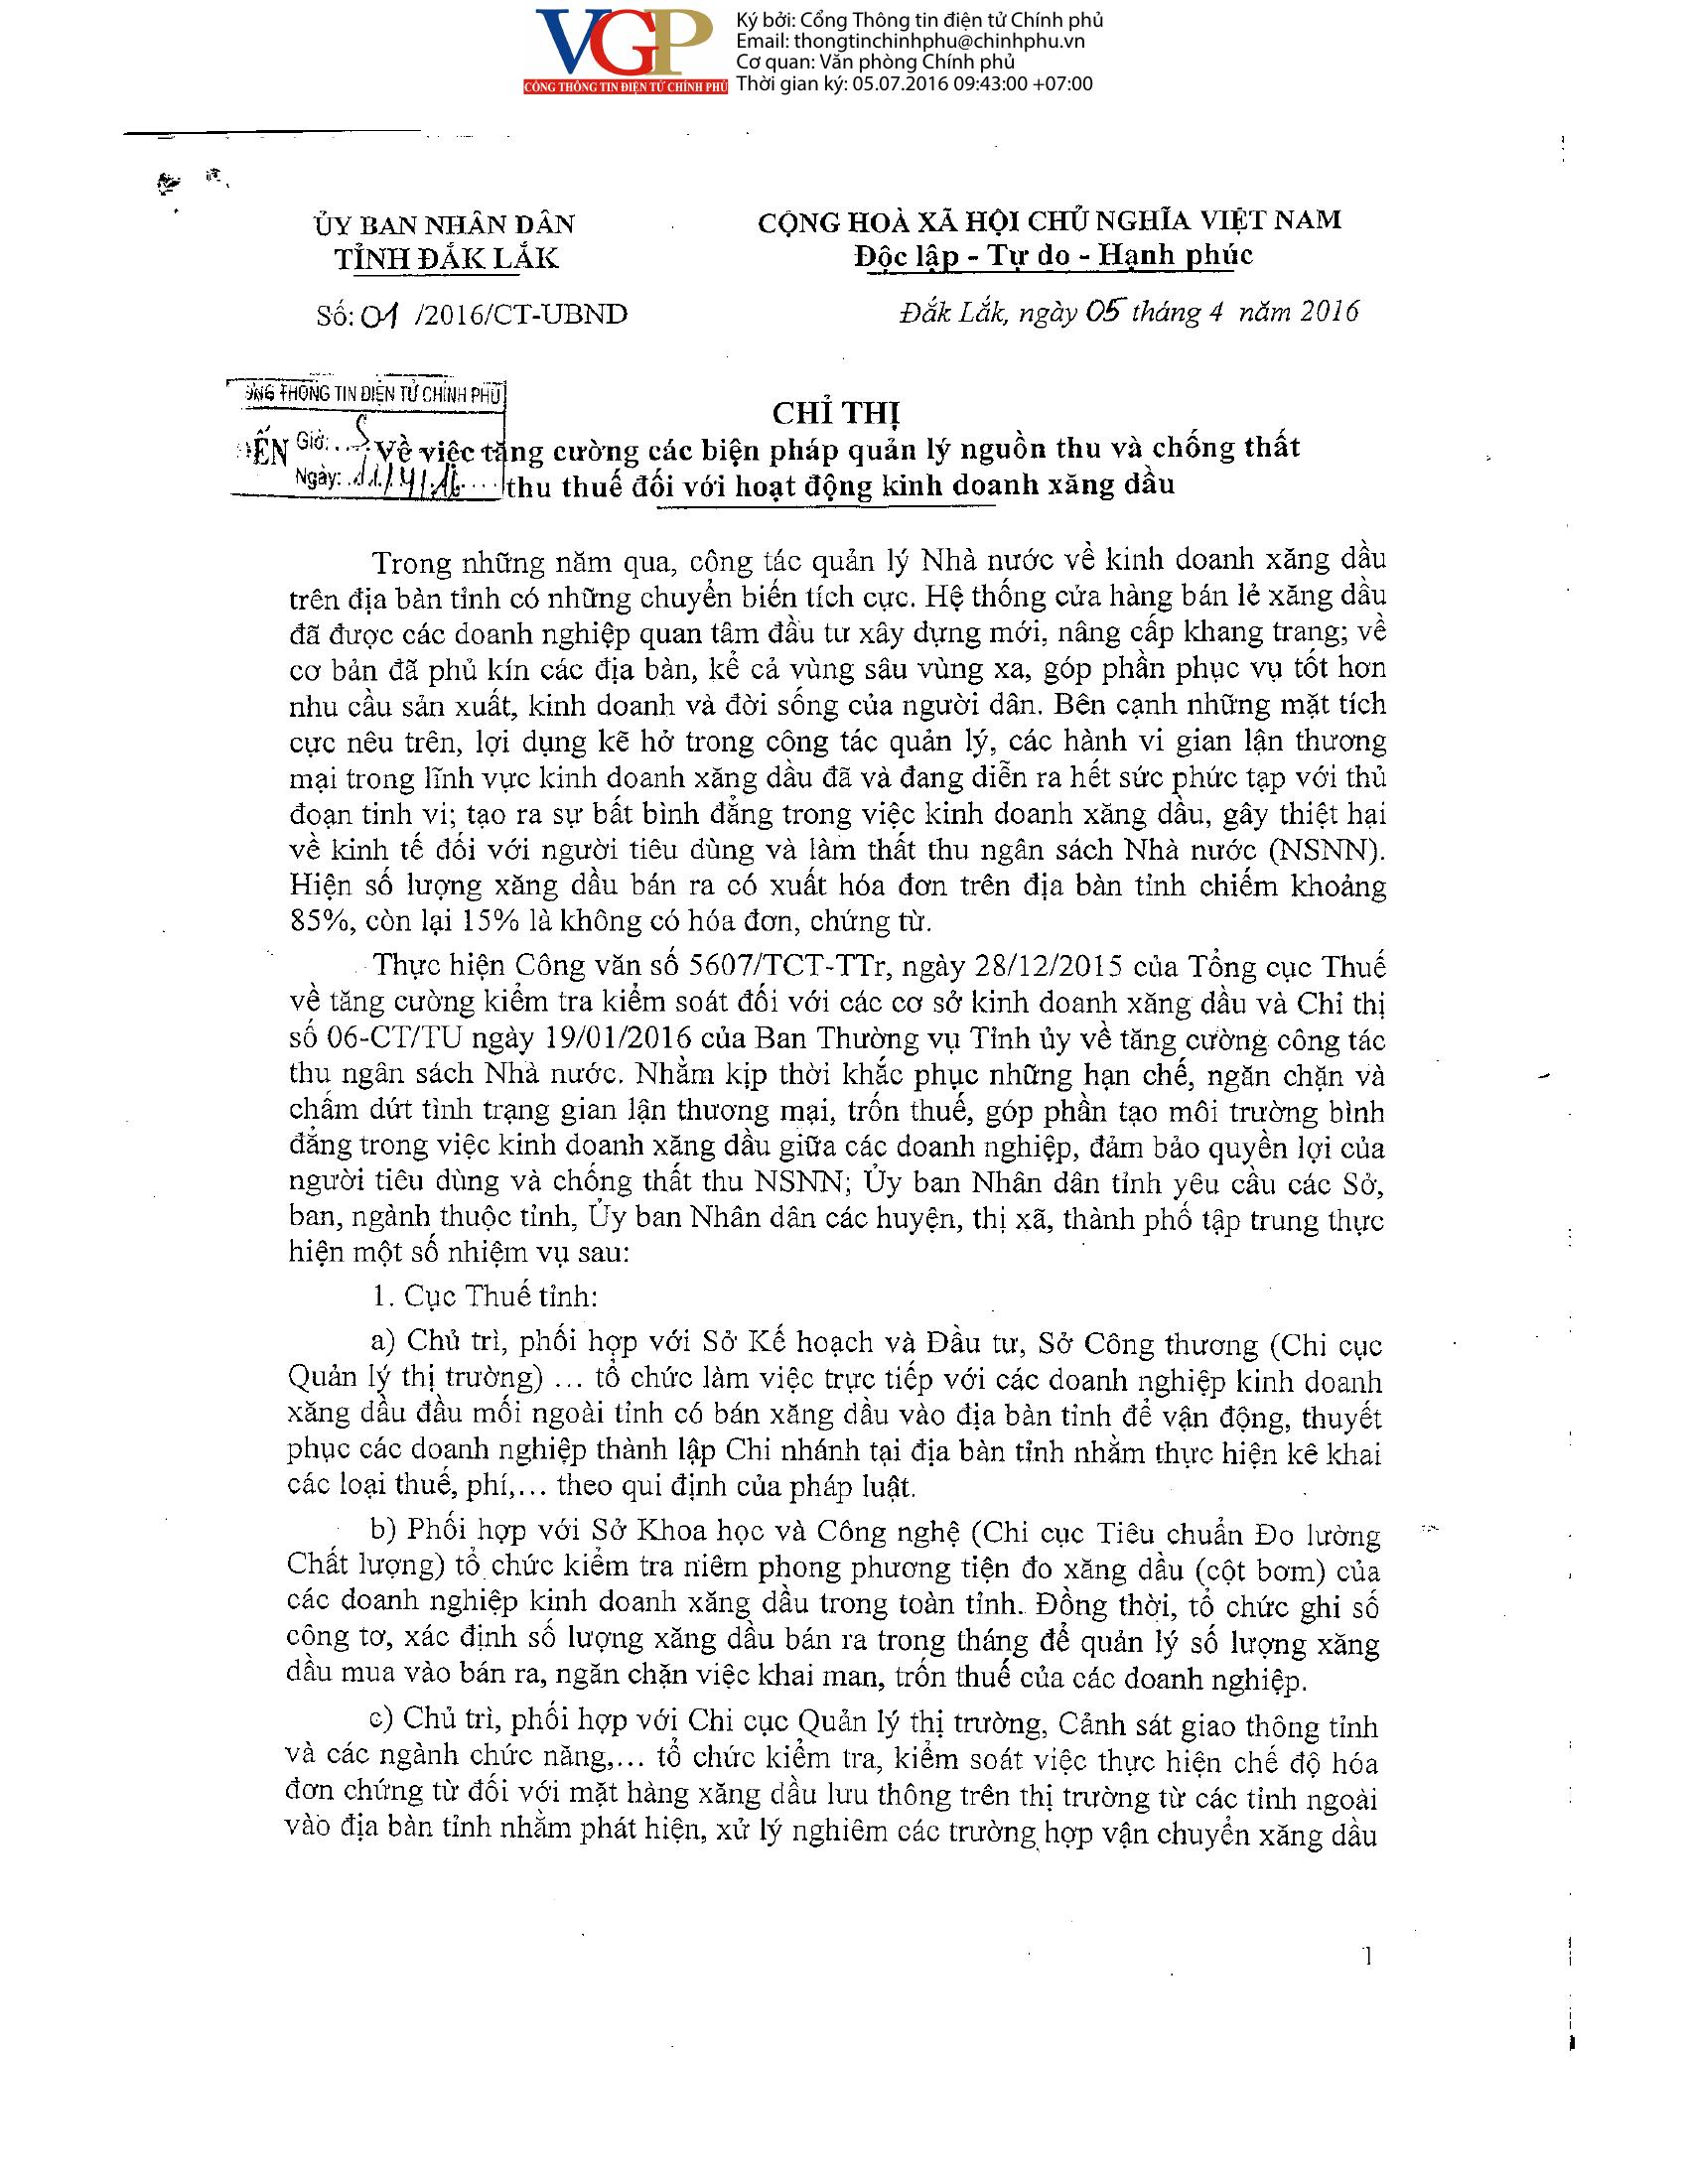 VGP
CỔNG THÔNG TIN ĐIỆN TỬ CHÍNH PHỦ
Ký bởi: Cổng Thông tin điện tử Chính phủ
Email: thongtinchinhphu@chinhphu.vn
Cơ quan: Văn phòng Chính phủ
Thời gian ký: 05.07.2016 09:43:00 +07:00
ỦY BAN NHÂN DÂN
TỈNH ĐẮK LẮK
Số: 01 /2016/CT-UBND
CỘNG HOÀ XÃ HỘI CHỦ NGHĨA VIỆT NAM
Độc lập - Tự do - Hạnh phúc
Đắk Lắk, ngày 05 tháng 4 năm 2016
THÔNG TIN ĐIỆN TỬ CHÍNH PHỦ
ẾN Giờ: ... S
Ngày: 11/4/16
CHỈ THỊ
Về việc tăng cường các biện pháp quản lý nguồn thu và chống thất
thu thuế đối với hoạt động kinh doanh xăng dầu
Trong những năm qua, công tác quản lý Nhà nước về kinh doanh xăng dầu
trên địa bàn tỉnh có những chuyển biến tích cực. Hệ thống cửa hàng bán lẻ xăng dầu
đã được các doanh nghiệp quan tâm đầu tư xây dựng mới, nâng cấp khang trang; về
cơ bản đã phủ kín các địa bàn, kể cả vùng sâu vùng xa, góp phần phục vụ tốt hơn
nhu cầu sản xuất, kinh doanh và đời sống của người dân. Bên cạnh những mặt tích
cực nêu trên, lợi dụng kẽ hở trong công tác quản lý, các hành vi gian lận thương
mại trong lĩnh vực kinh doanh xăng dầu đã và đang diễn ra hết sức phức tạp với thủ
đoạn tinh vi; tạo ra sự bất bình đẳng trong việc kinh doanh xăng dầu, gây thiệt hại
về kinh tế đối với người tiêu dùng và làm thất thu ngân sách Nhà nước (NSNN).
Hiện số lượng xăng dầu bán ra có xuất hóa đơn trên địa bàn tỉnh chiếm khoảng
85%, còn lại 15% là không có hóa đơn, chứng từ.
Thực hiện Công văn số 5607/TCT-TTr, ngày 28/12/2015 của Tổng cục Thuế
về tăng cường kiểm tra kiểm soát đối với các cơ sở kinh doanh xăng dầu và Chỉ thị
số 06-CT/TU ngày 19/01/2016 của Ban Thường vụ Tỉnh ủy về tăng cường công tác
thu ngân sách Nhà nước. Nhằm kịp thời khắc phục những hạn chế, ngăn chặn và
chấm dứt tình trạng gian lận thương mại, trốn thuế, góp phần tạo môi trường bình
đẳng trong việc kinh doanh xăng dầu giữa các doanh nghiệp, đảm bảo quyền lợi của
người tiêu dùng và chống thất thu NSNN; Ủy ban Nhân dân tỉnh yêu cầu các Sở,
ban, ngành thuộc tỉnh, Ủy ban Nhân dân các huyện, thị xã, thành phố tập trung thực
hiện một số nhiệm vụ sau:
1. Cục Thuế tỉnh:
a) Chủ trì, phối hợp với Sở Kế hoạch và Đầu tư, Sở Công thương (Chi cục
Quản lý thị trường) ... tổ chức làm việc trực tiếp với các doanh nghiệp kinh doanh
xăng dầu đầu mối ngoài tỉnh có bán xăng dầu vào địa bàn tỉnh để vận động, thuyết
phục các doanh nghiệp thành lập Chi nhánh tại địa bàn tỉnh nhằm thực hiện kê khai
các loại thuế, phí,... theo qui định của pháp luật.
b) Phối hợp với Sở Khoa học và Công nghệ (Chi cục Tiêu chuẩn Đo lường
Chất lượng) tổ chức kiểm tra niêm phong phương tiện đo xăng dầu (cột bơm) của
các doanh nghiệp kinh doanh xăng dầu trong toàn tỉnh. Đồng thời, tổ chức ghi số
công tơ, xác định số lượng xăng dầu bán ra trong tháng để quản lý số lượng xăng
dầu mua vào bán ra, ngăn chặn việc khai man, trốn thuế của các doanh nghiệp.
c) Chủ trì, phối hợp với Chi cục Quản lý thị trường, Cảnh sát giao thông tỉnh
và các ngành chức năng,... tổ chức kiểm tra, kiểm soát việc thực hiện chế độ hóa
đơn chứng từ đối với mặt hàng xăng dầu lưu thông trên thị trường từ các tỉnh ngoài
vào địa bàn tỉnh nhằm phát hiện, xử lý nghiêm các trường hợp vận chuyển xăng dầu
1